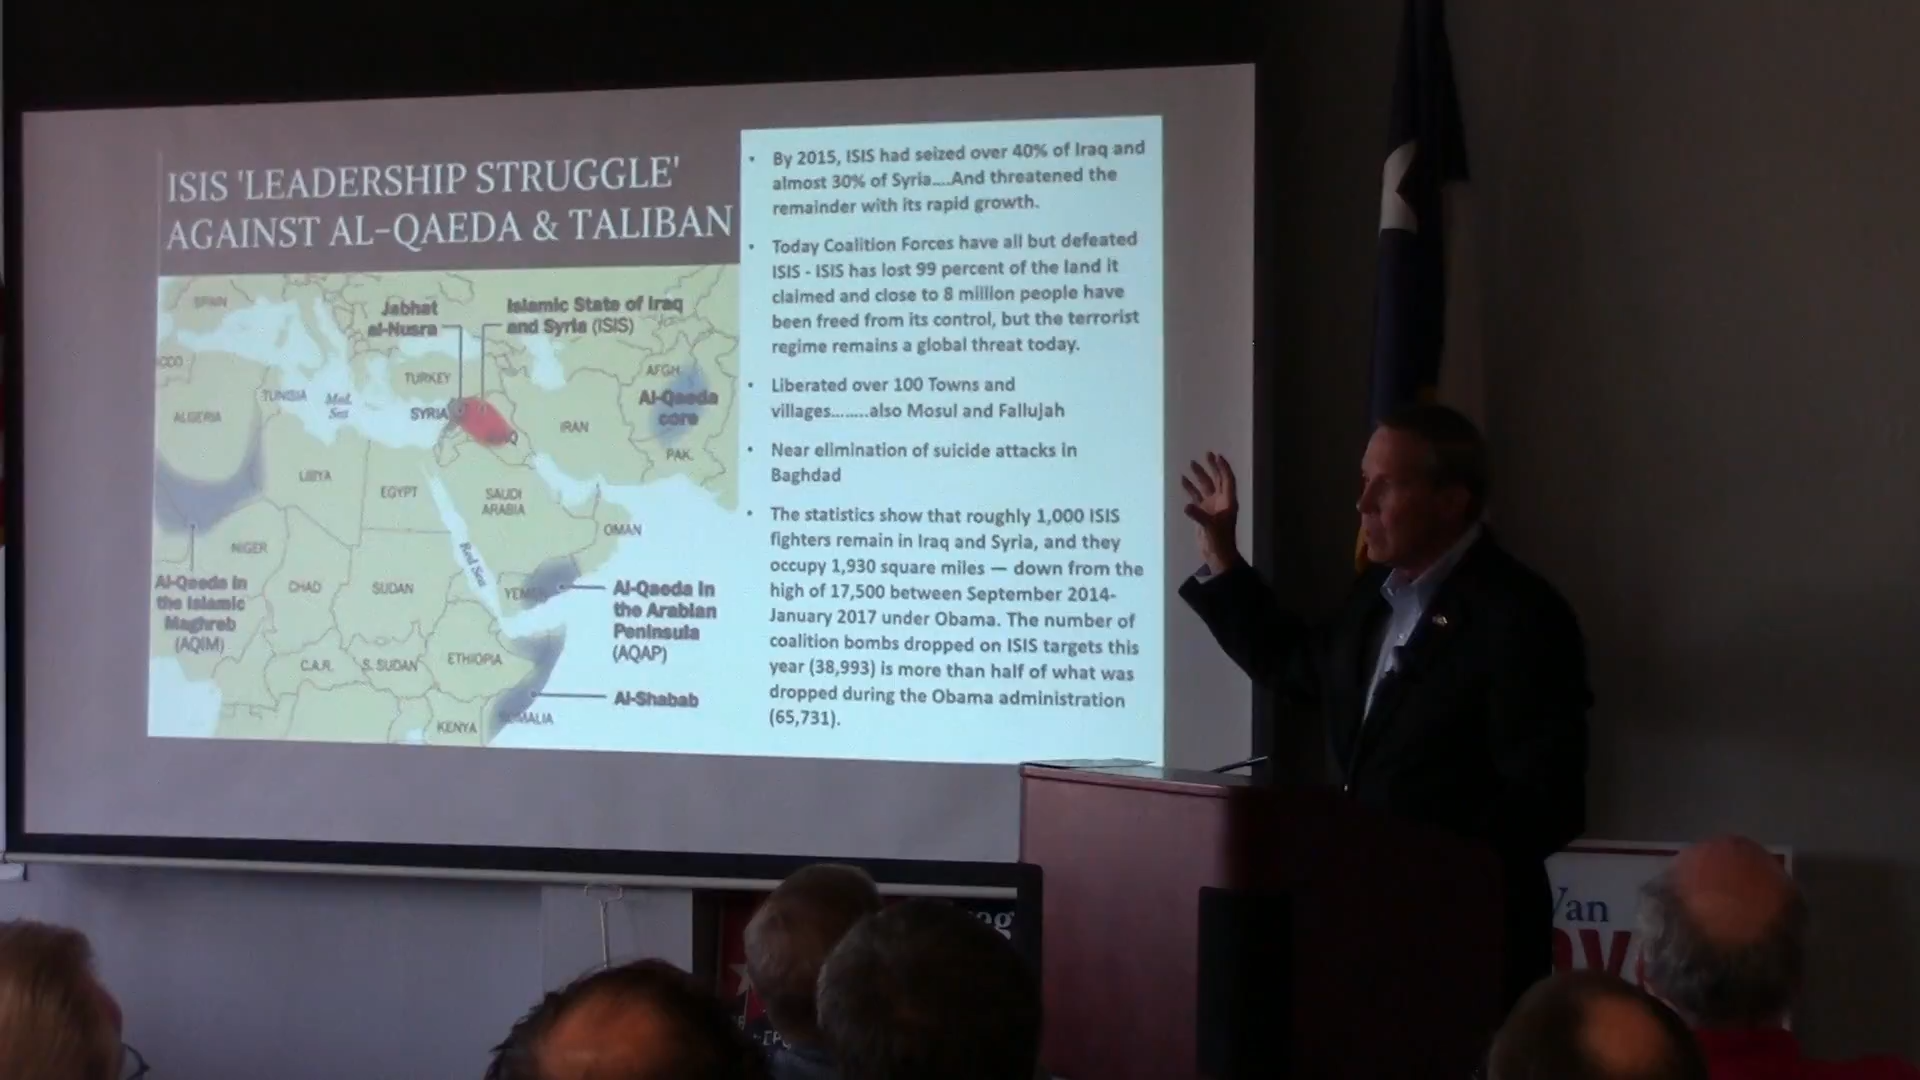 ISIS 'LEADERSHIP STRUGGLE'
AGAINST AL-QAEDA & TALIBAN
SPAIN
Jabhat
al-Nusra
Islamic State of Iraq
and Syria (ISIS)
TURKEY
AFGH.
Al-Qaeda
core
TUNISIA
Med.
Sea
SYRIA
ALGERIA
IRAN
PAK.
LIBYA
EGYPT
SAUDI
ARABIA
OMAN
NIGER
Red Sea
Al-Qaeda in
the Islamic
Maghreb
(AQIM)
CHAD
SUDAN
YEMEN
Al-Qaeda in
the Arabian
Peninsula
(AQAP)
C.A.R.
S. SUDAN
ETHIOPIA
Al-Shabab
KENYA
SOMALIA
• By 2015, ISIS had seized over 40% of Iraq and
almost 30% of Syria....And threatened the
remainder with its rapid growth.
• Today Coalition Forces have all but defeated
ISIS - ISIS has lost 99 percent of the land it
claimed and close to 8 million people have
been freed from its control, but the terrorist
regime remains a global threat today.
• Liberated over 100 Towns and
villages........also Mosul and Fallujah
• Near elimination of suicide attacks in
Baghdad
• The statistics show that roughly 1,000 ISIS
fighters remain in Iraq and Syria, and they
occupy 1,930 square miles — down from the
high of 17,500 between September 2014-
January 2017 under Obama. The number of
coalition bombs dropped on ISIS targets this
year (38,993) is more than half of what was
dropped during the Obama administration
(65,731).
Van